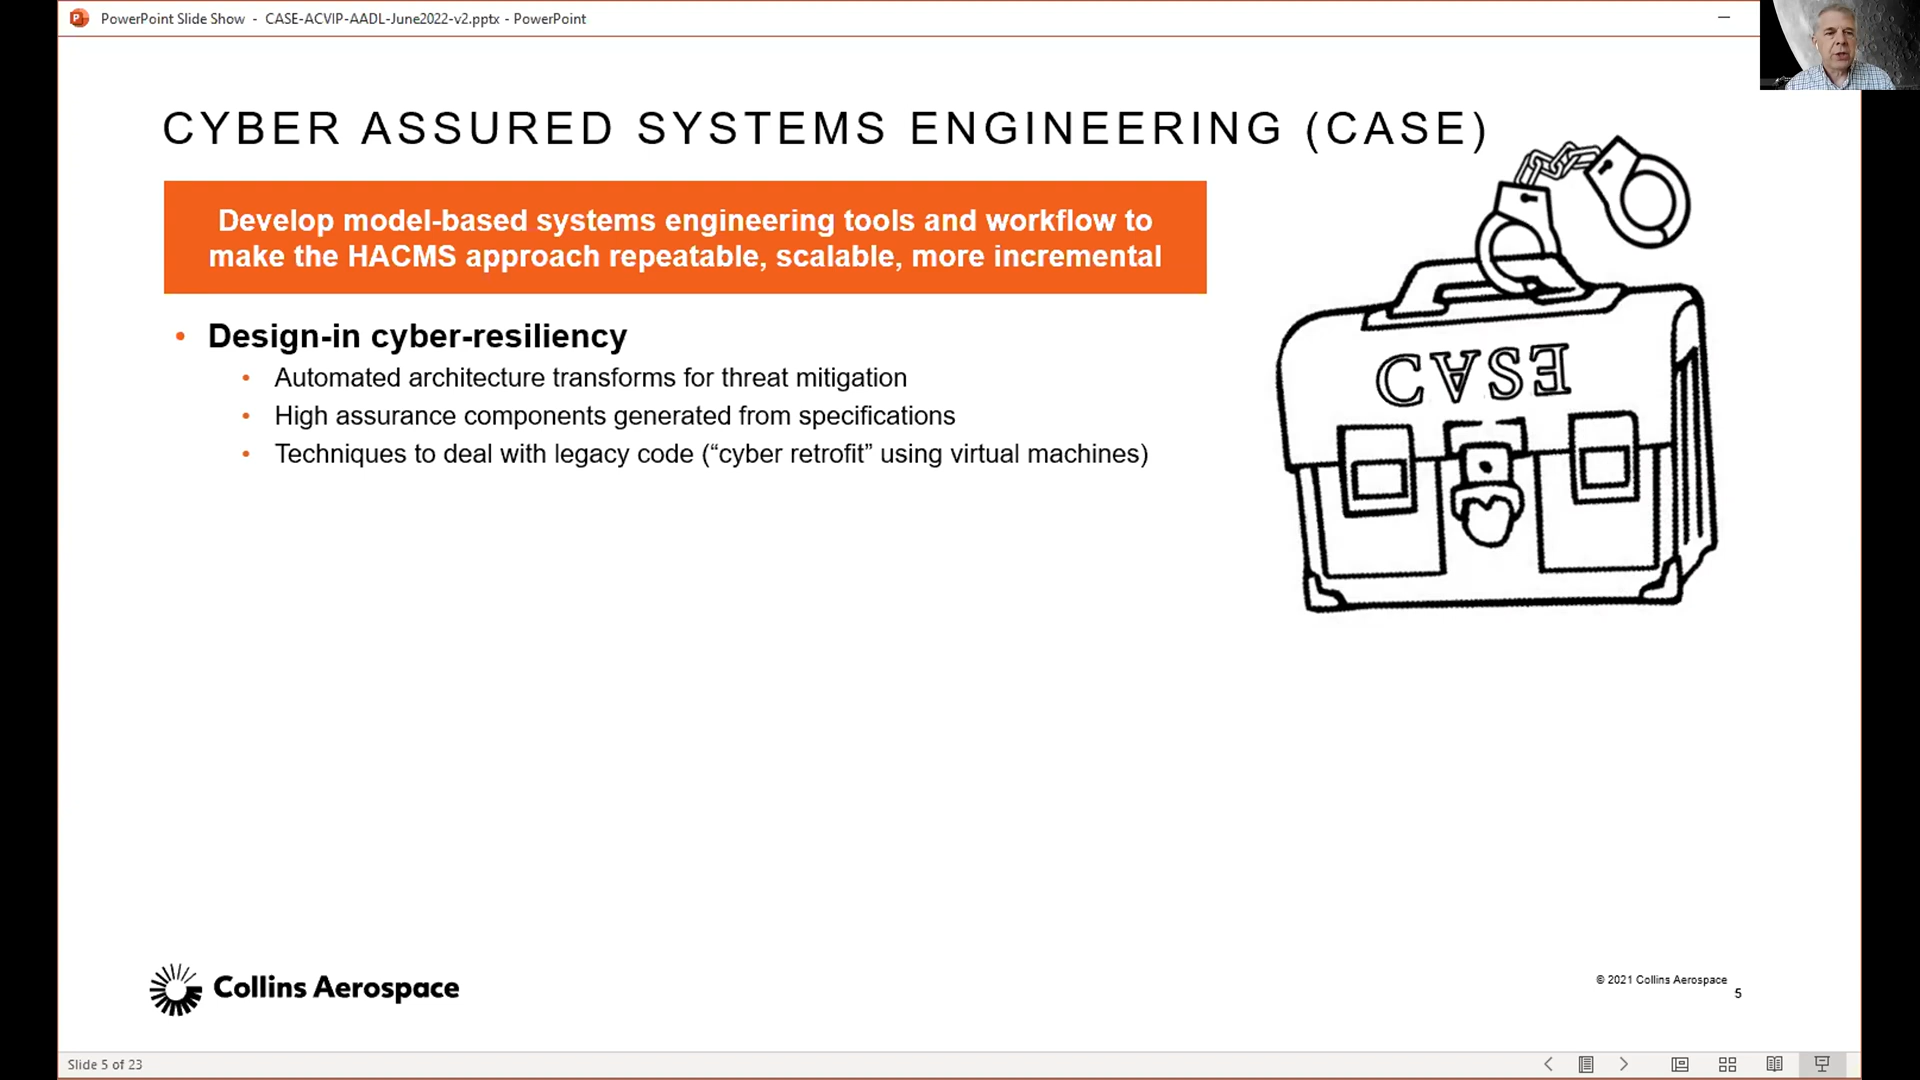 PowerPoint Slide Show - CASE-ACVIP-AADL-June2022-v2.pptx - PowerPoint
CYBER ASSURED SYSTEMS ENGINEERING (CASE)
Develop model-based systems engineering tools and workflow to
make the HACMS approach repeatable, scalable, more incremental
• Design-in cyber-resiliency
• Automated architecture transforms for threat mitigation
• High assurance components generated from specifications
• Techniques to deal with legacy code (“cyber retrofit” using virtual machines)
CASE
Collins Aerospace
© 2021 Collins Aerospace
5
Slide 5 of 23